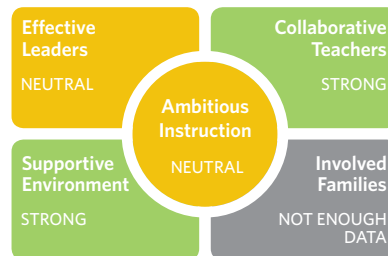 Effective
Leaders
NEUTRAL
Collaborative
Teachers
STRONG
Ambitious
Instruction
NEUTRAL
Supportive
Environment
STRONG
Involved
Families
NOT ENOUGH
DATA